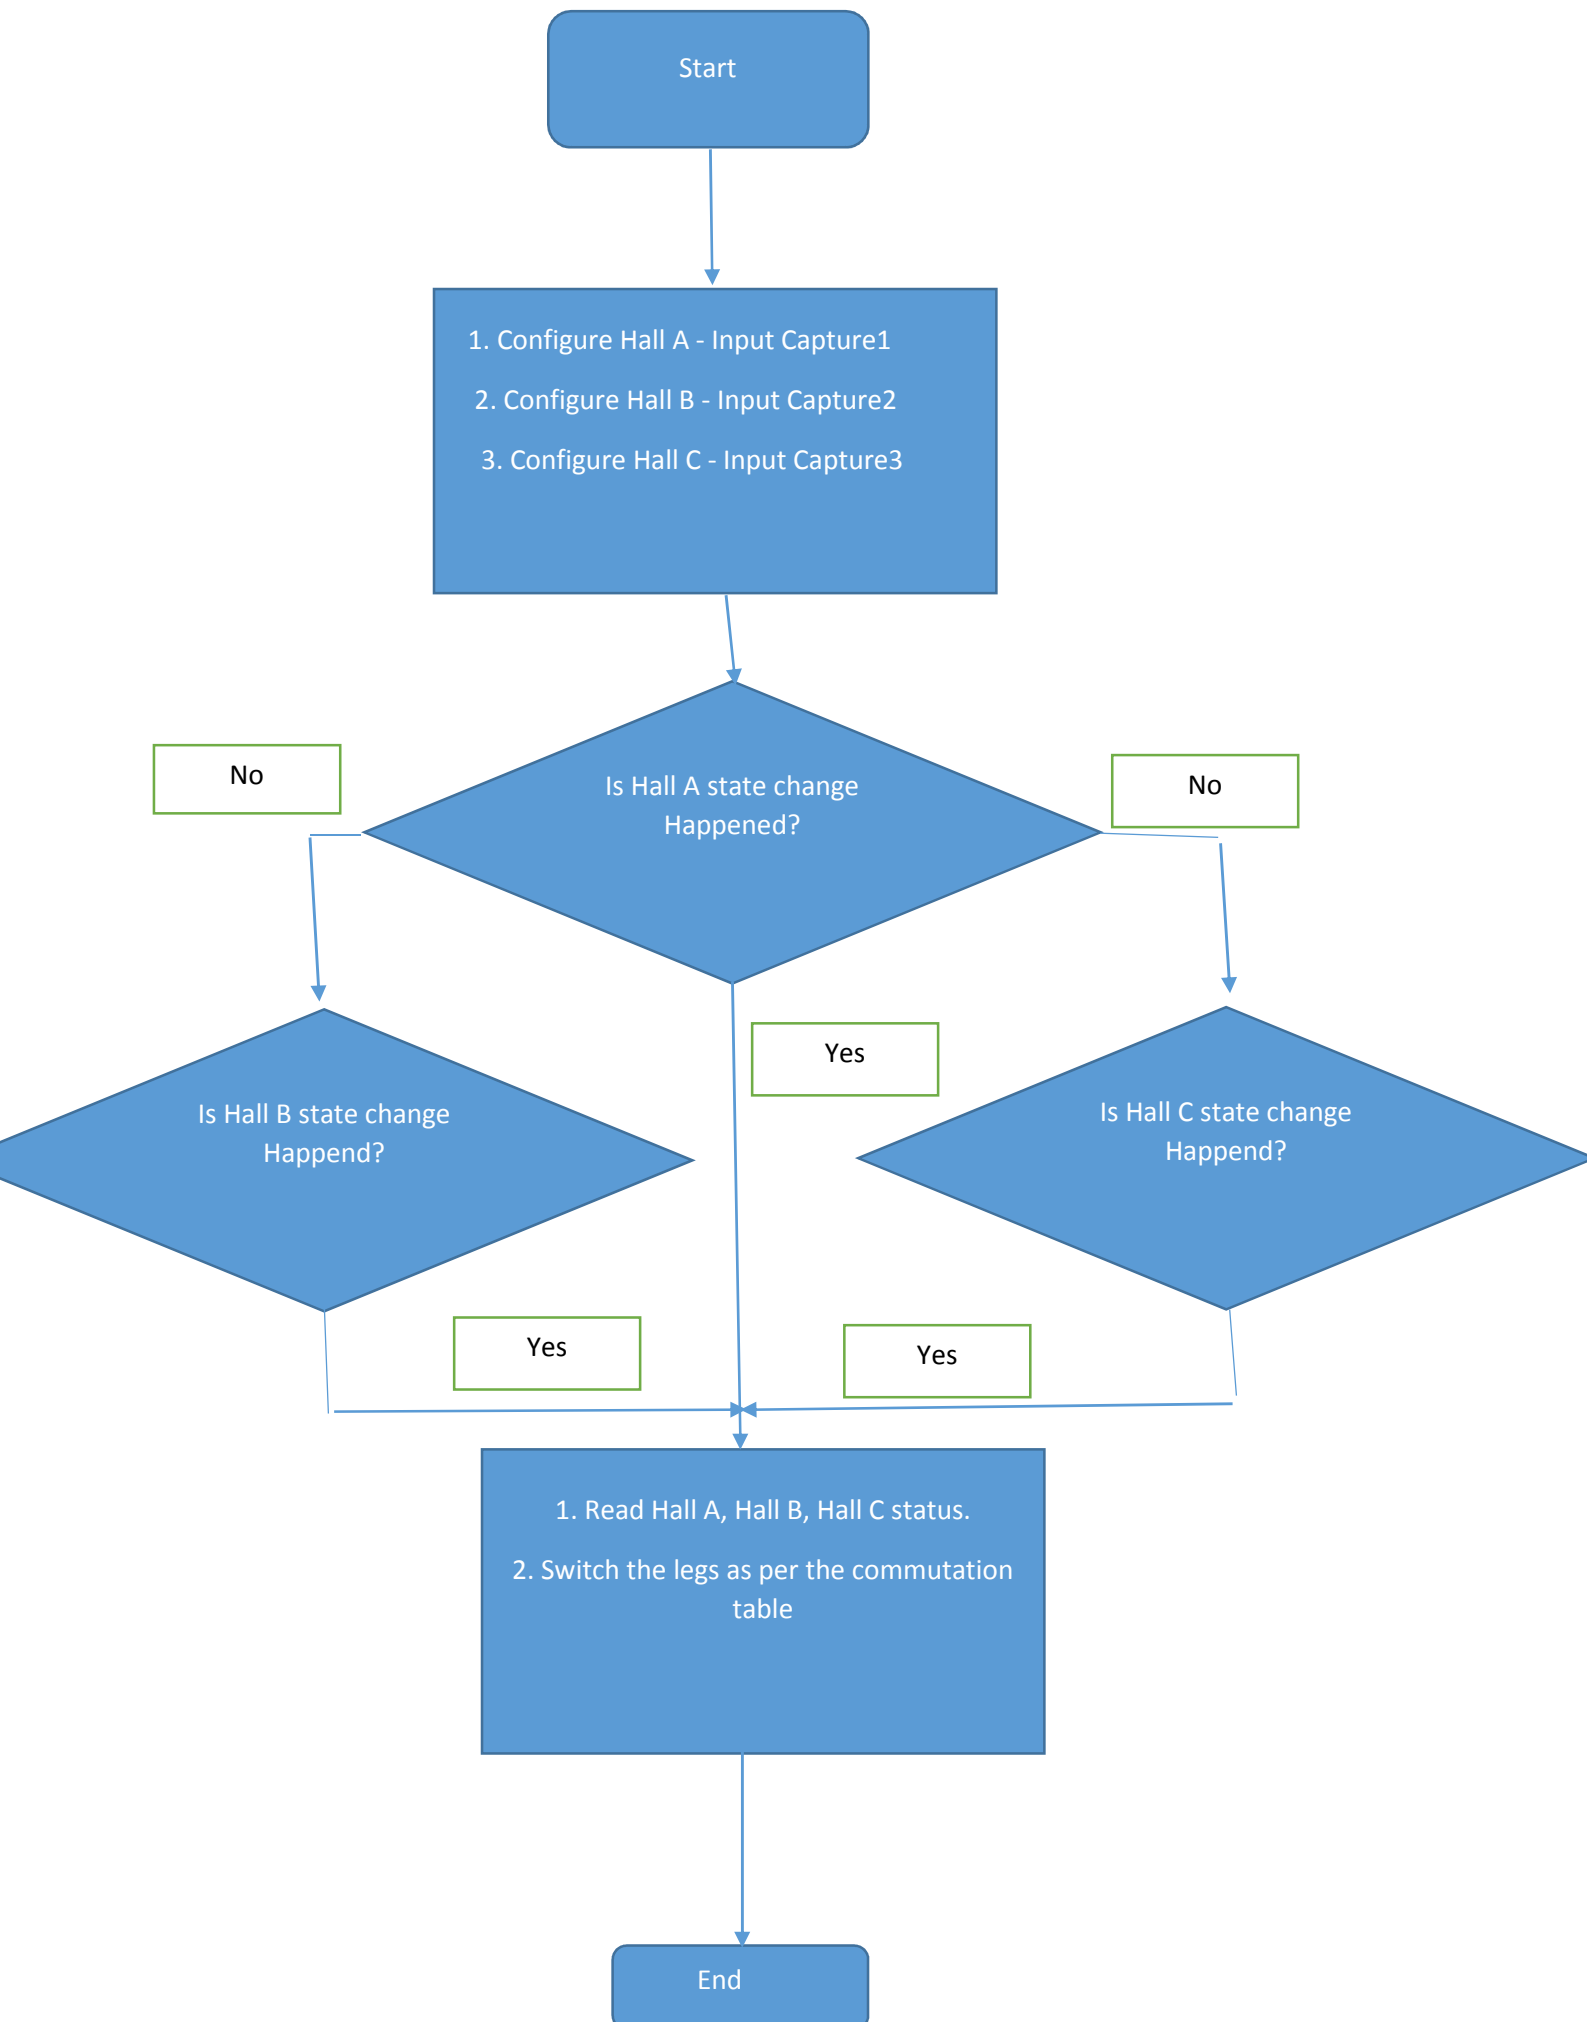 Start
1. Configure Hall A - Input Capture1
2. Configure Hall B - Input Capture2
3. Configure Hall C - Input Capture3
No
Is Hall A state change
Happened?
No
Yes
Is Hall B state change
Happend?
Is Hall C state change
Happend?
Yes
Yes
1. Read Hall A, Hall B, Hall C status.
2. Switch the legs as per the commutation
table
End